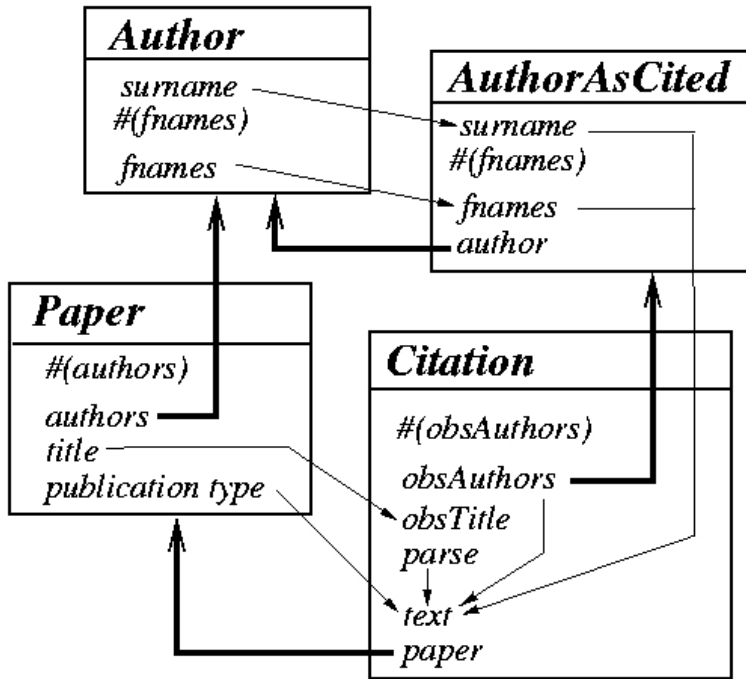 Author
surname
#(fnames)
fnames
AuthorAsCited
surname
#(fnames)
fnames
author
Paper
#(authors)
authors
title
publication type
Citation
#(obsAuthors)
obsAuthors
obsTitle
parse
text
paper